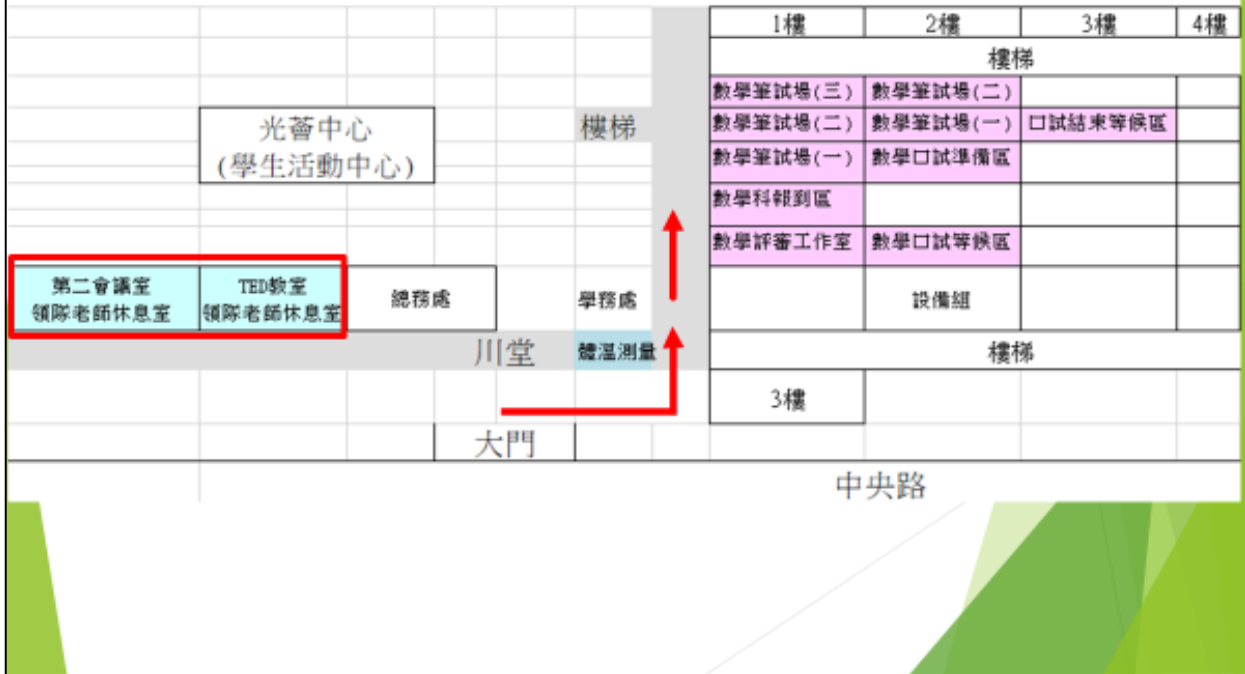 1樓 2樓 3樓 4樓
樓梯
數學筆試場(三) 數學筆試場(二)
光薈中心 樓梯 數學筆試場(二) 數學筆試場(一) 口試結束等候區
(學生活動中心) 數學筆試場(一) 數學口試準備區
數學科報到區
數學評審工作室 數學口試等候區
第二會議室 TED教室 總務處 學務處 設備組
領隊老師休息室 領隊老師休息室
川堂 體溫測量 樓梯
3樓
大門
中央路